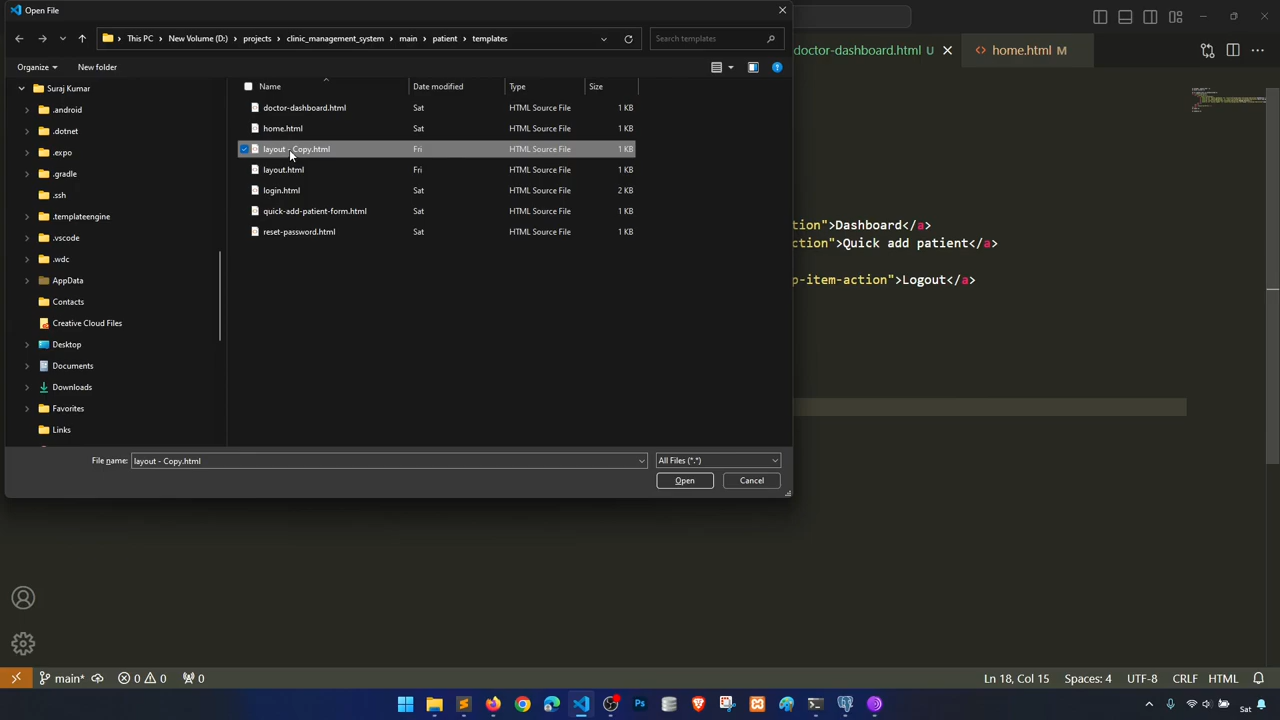 Open File
This PC New Volume (D:) projects clinic_management_system main patient templates
Search templates
doctor-dashboard.html U
home.html M
Organize
New folder
Name Date modified Type Size
Suraj Kumar
.android
.dotnet
.expo
.gradle
.ssh
.templateengine
.vscode
.wdc
AppData
Contacts
Creative Cloud Files
Desktop
Documents
Downloads
Favorites
Links
doctor-dashboard.html Sat HTML Source File 1 KB
home.html Sat HTML Source File 1 KB
layout - Copy.html Fri HTML Source File 1 KB
layout.html Fri HTML Source File 1 KB
login.html Sat HTML Source File 2 KB
quick-add-patient-form.html Sat HTML Source File 1 KB
reset-password.html Sat HTML Source File 1 KB
tion">Dashboard</a>
ction">Quick add patient</a>
p-item-action">Logout</a>
File name: layout - Copy.html
All Files (*.*)
Open
Cancel
main* 0 0 0
Ln 18, Col 15 Spaces: 4 UTF-8 CRLF HTML
Ps
Sat